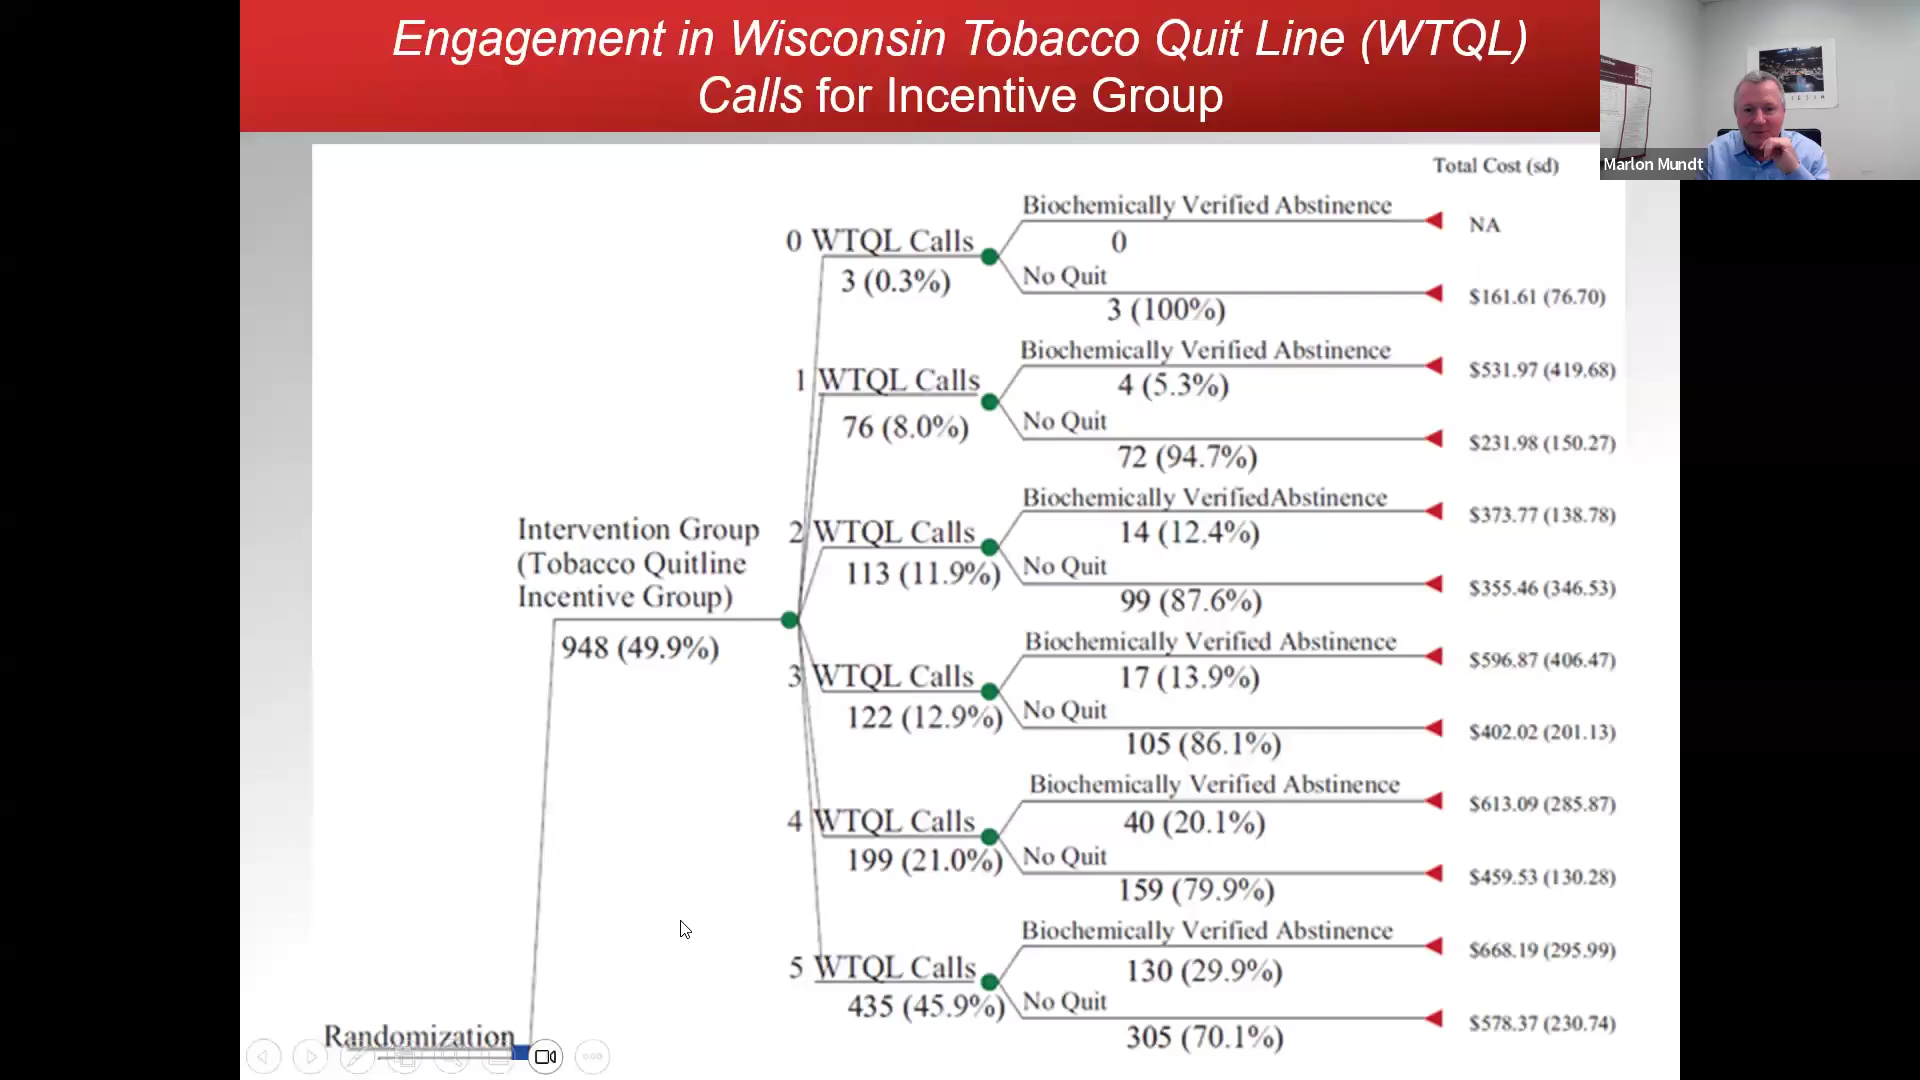 Engagement in Wisconsin Tobacco Quit Line (WTQL)
Calls for Incentive Group
Marlon Mundt
Total Cost (sd)
Biochemically Verified Abstinence
NA
0 WTQL Calls
0
3 (0.3%)
No Quit
$161.61 (76.70)
3 (100%)
Biochemically Verified Abstinence
$531.97 (419.68)
1 WTQL Calls
4 (5.3%)
76 (8.0%)
No Quit
$231.98 (150.27)
72 (94.7%)
Biochemically VerifiedAbstinence
$373.77 (138.78)
2 WTQL Calls
14 (12.4%)
113 (11.9%)
No Quit
$355.46 (346.53)
99 (87.6%)
Intervention Group
(Tobacco Quitline
Incentive Group)
948 (49.9%)
Biochemically Verified Abstinence
$596.87 (406.47)
3 WTQL Calls
17 (13.9%)
122 (12.9%)
No Quit
$402.02 (201.13)
105 (86.1%)
Biochemically Verified Abstinence
$613.09 (285.87)
4 WTQL Calls
40 (20.1%)
199 (21.0%)
No Quit
$459.53 (130.28)
159 (79.9%)
Biochemically Verified Abstinence
$668.19 (295.99)
5 WTQL Calls
130 (29.9%)
435 (45.9%)
No Quit
$578.37 (230.74)
305 (70.1%)
Randomization